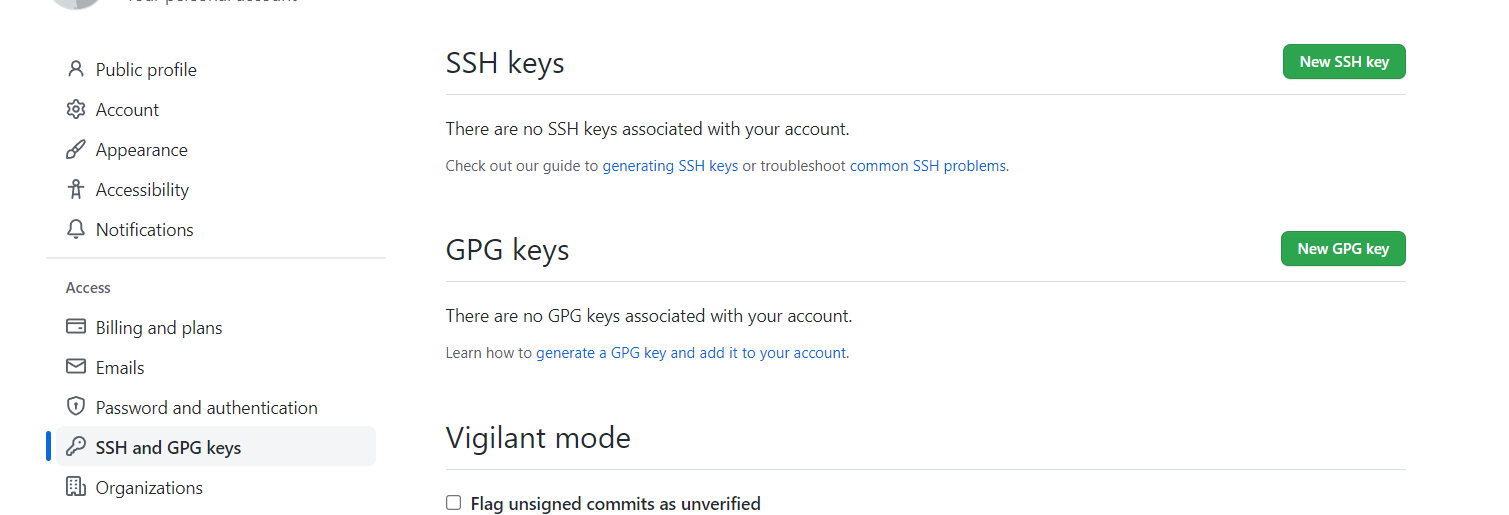 Public profile
Account
Appearance
Accessibility
Notifications
Access
Billing and plans
Emails
Password and authentication
SSH and GPG keys
Organizations
SSH keys
New SSH key
There are no SSH keys associated with your account.
Check out our guide to generating SSH keys or troubleshoot common SSH problems.
GPG keys
New GPG key
There are no GPG keys associated with your account.
Learn how to generate a GPG key and add it to your account.
Vigilant mode
Flag unsigned commits as unverified